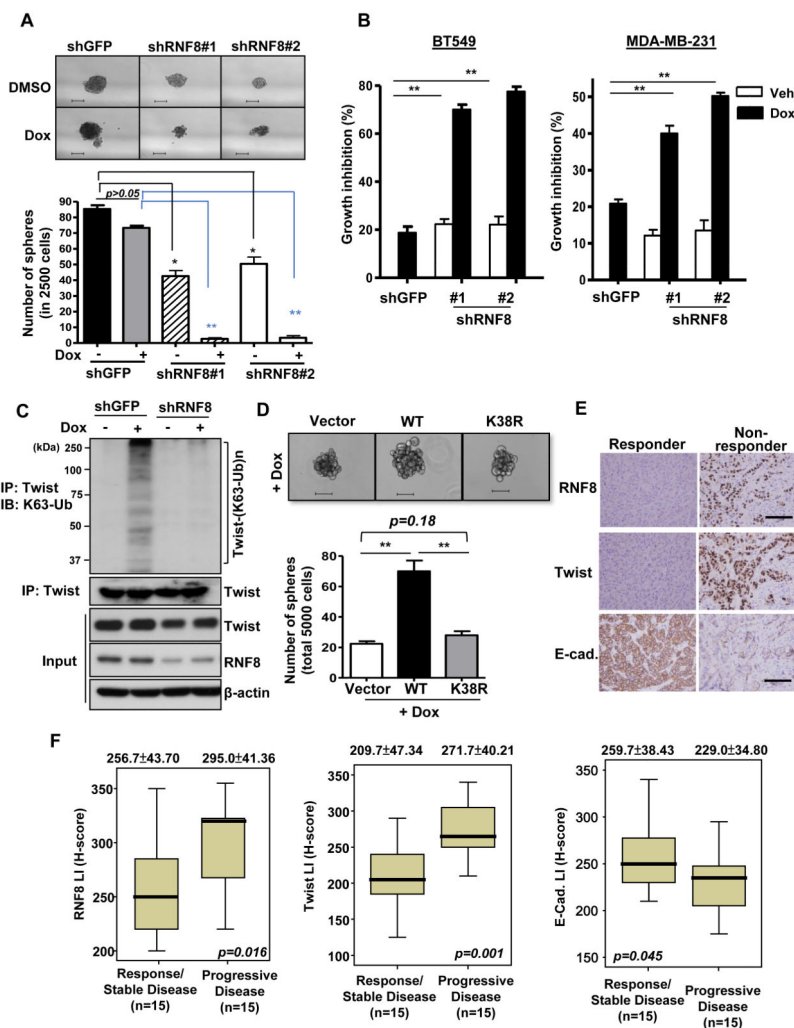 A
shGFP shRNF8#1 shRNF8#2
DMSO
Dox
p>0.05
Number of spheres
(in 2500 cells)
90
80
70
60
50
40
30
20
10
0
* ** * **
Dox - + - + - +
shGFP shRNF8#1 shRNF8#2
B
BT549
Growth inhibition (%)
80
60
40
20
0
** **
shGFP #1 #2
shRNF8
MDA-MB-231
Growth inhibition (%)
50
40
30
20
10
0
** **
shGFP #1 #2
shRNF8
Veh
Dox
C
shGFP shRNF8
Dox - + - +
(kDa)
250
100
75
50
37
IP: Twist
IB: K63-Ub
Twist-(K63-Ub)n
IP: Twist Twist
Input
Twist
RNF8
β-actin
D
Vector WT K38R
+ Dox
p=0.18
** **
Number of spheres
(total 5000 cells)
80
60
40
20
0
Vector WT K38R
+ Dox
E
Responder Non-
responder
RNF8
Twist
E-cad.
F
256.7±43.70 295.0±41.36
RNF8 LI (H-score)
350
300
250
200
p=0.016
Response/
Stable Disease
(n=15)
Progressive
Disease
(n=15)
209.7±47.34 271.7±40.21
Twist LI (H-score)
350
300
250
200
150
100
p=0.001
Response/
Stable Disease
(n=15)
Progressive
Disease
(n=15)
259.7±38.43 229.0±34.80
E-Cad. LI (H-score)
350
300
250
200
150
p=0.045
Response/
Stable Disease
(n=15)
Progressive
Disease
(n=15)